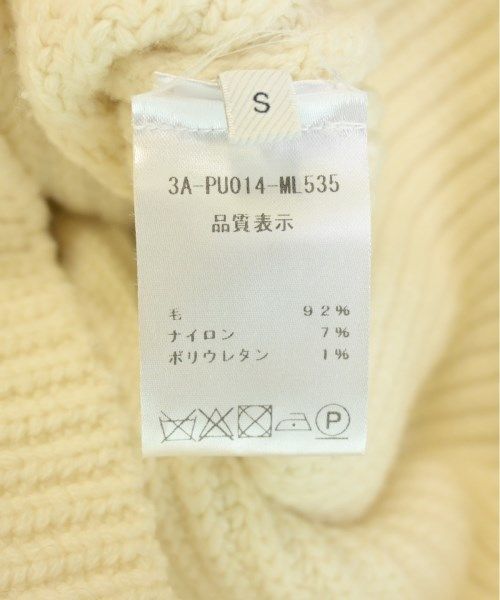 S
3A-PU014-ML535
品質表示
毛 92%
ナイロン 7%
ポリウレタン 1%
P